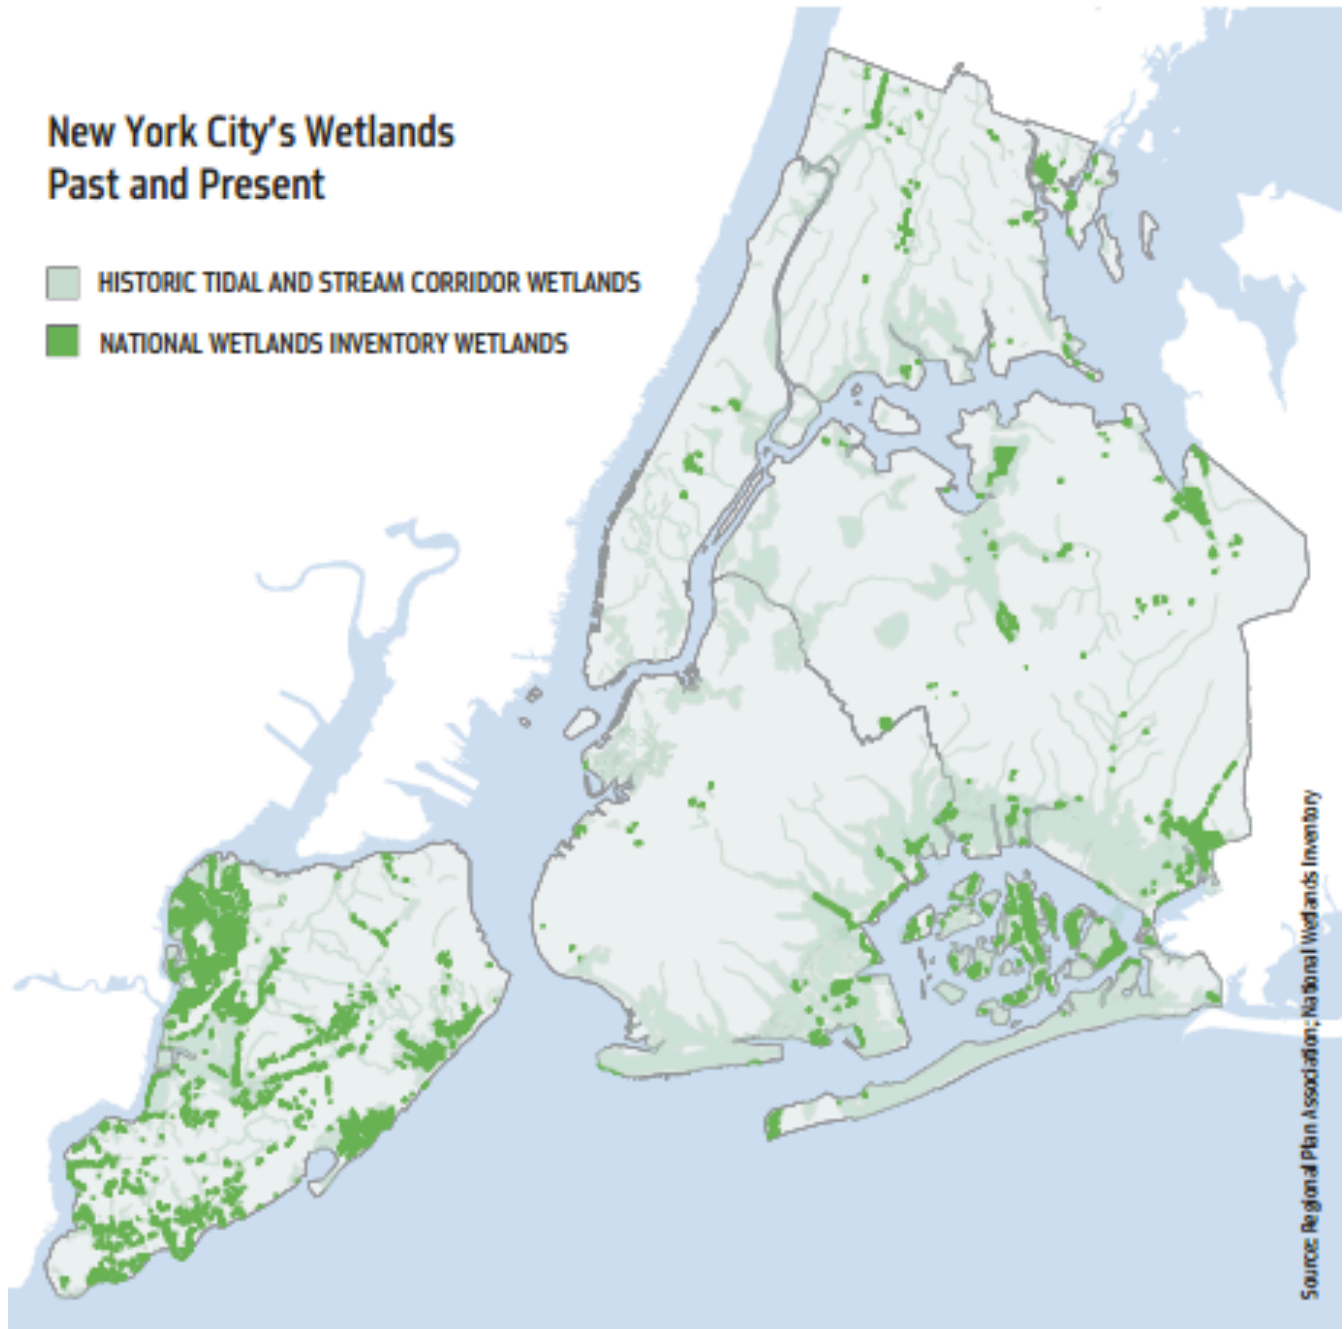 New York City's Wetlands
Past and Present
HISTORIC TIDAL AND STREAM CORRIDOR WETLANDS
NATIONAL WETLANDS INVENTORY WETLANDS
Source: Regional Plan Association; National Wetlands Inventory